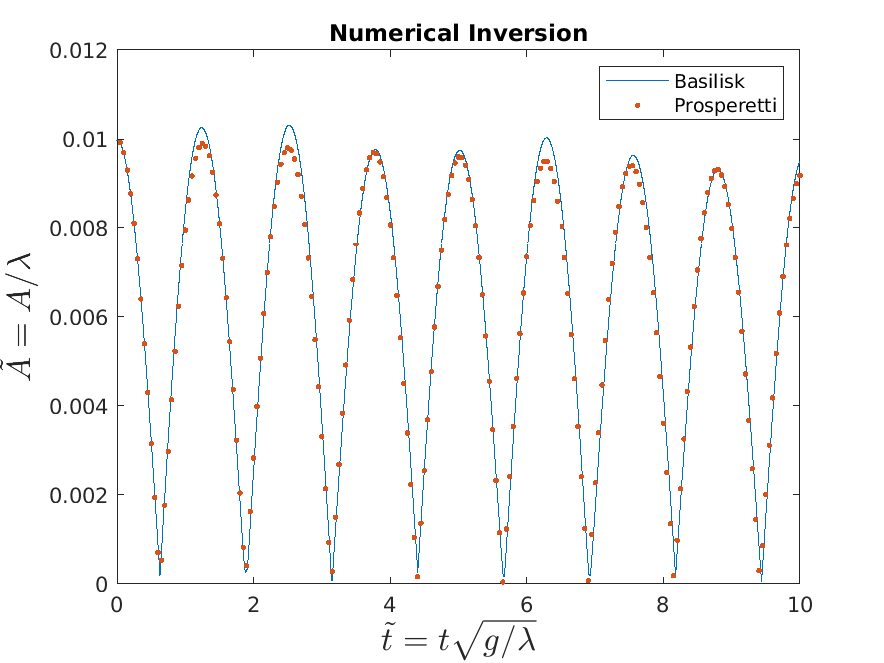 Numerical Inversion
0.012
0.01
0.008
0.006
0.004
0.002
0
Ã = A/λ
Basilisk
Prosperetti
0 2 4 6 8 10
t̃ = t√(g/λ)